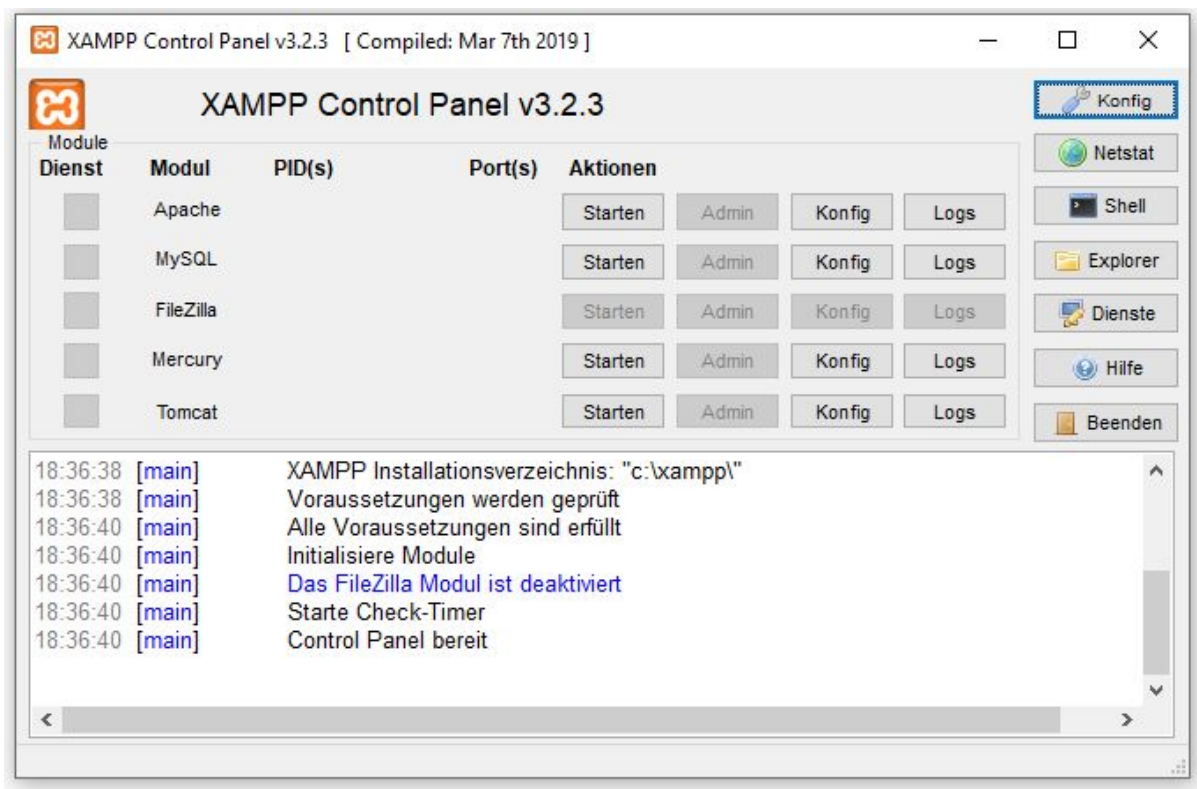 XAMPP Control Panel v3.2.3 [ Compiled: Mar 7th 2019 ]
XAMPP Control Panel v3.2.3
Konfig
Module
Dienst Modul PID(s) Port(s) Aktionen
Netstat
Apache Starten Admin Konfig Logs
Shell
MySQL Starten Admin Konfig Logs
Explorer
FileZilla Starten Admin Konfig Logs
Dienste
Mercury Starten Admin Konfig Logs
Hilfe
Tomcat Starten Admin Konfig Logs
Beenden
18:36:38 [main] XAMPP Installationsverzeichnis: "c:\xampp\"
18:36:38 [main] Voraussetzungen werden geprüft
18:36:40 [main] Alle Voraussetzungen sind erfüllt
18:36:40 [main] Initialisiere Module
18:36:40 [main] Das FileZilla Modul ist deaktiviert
18:36:40 [main] Starte Check-Timer
18:36:40 [main] Control Panel bereit